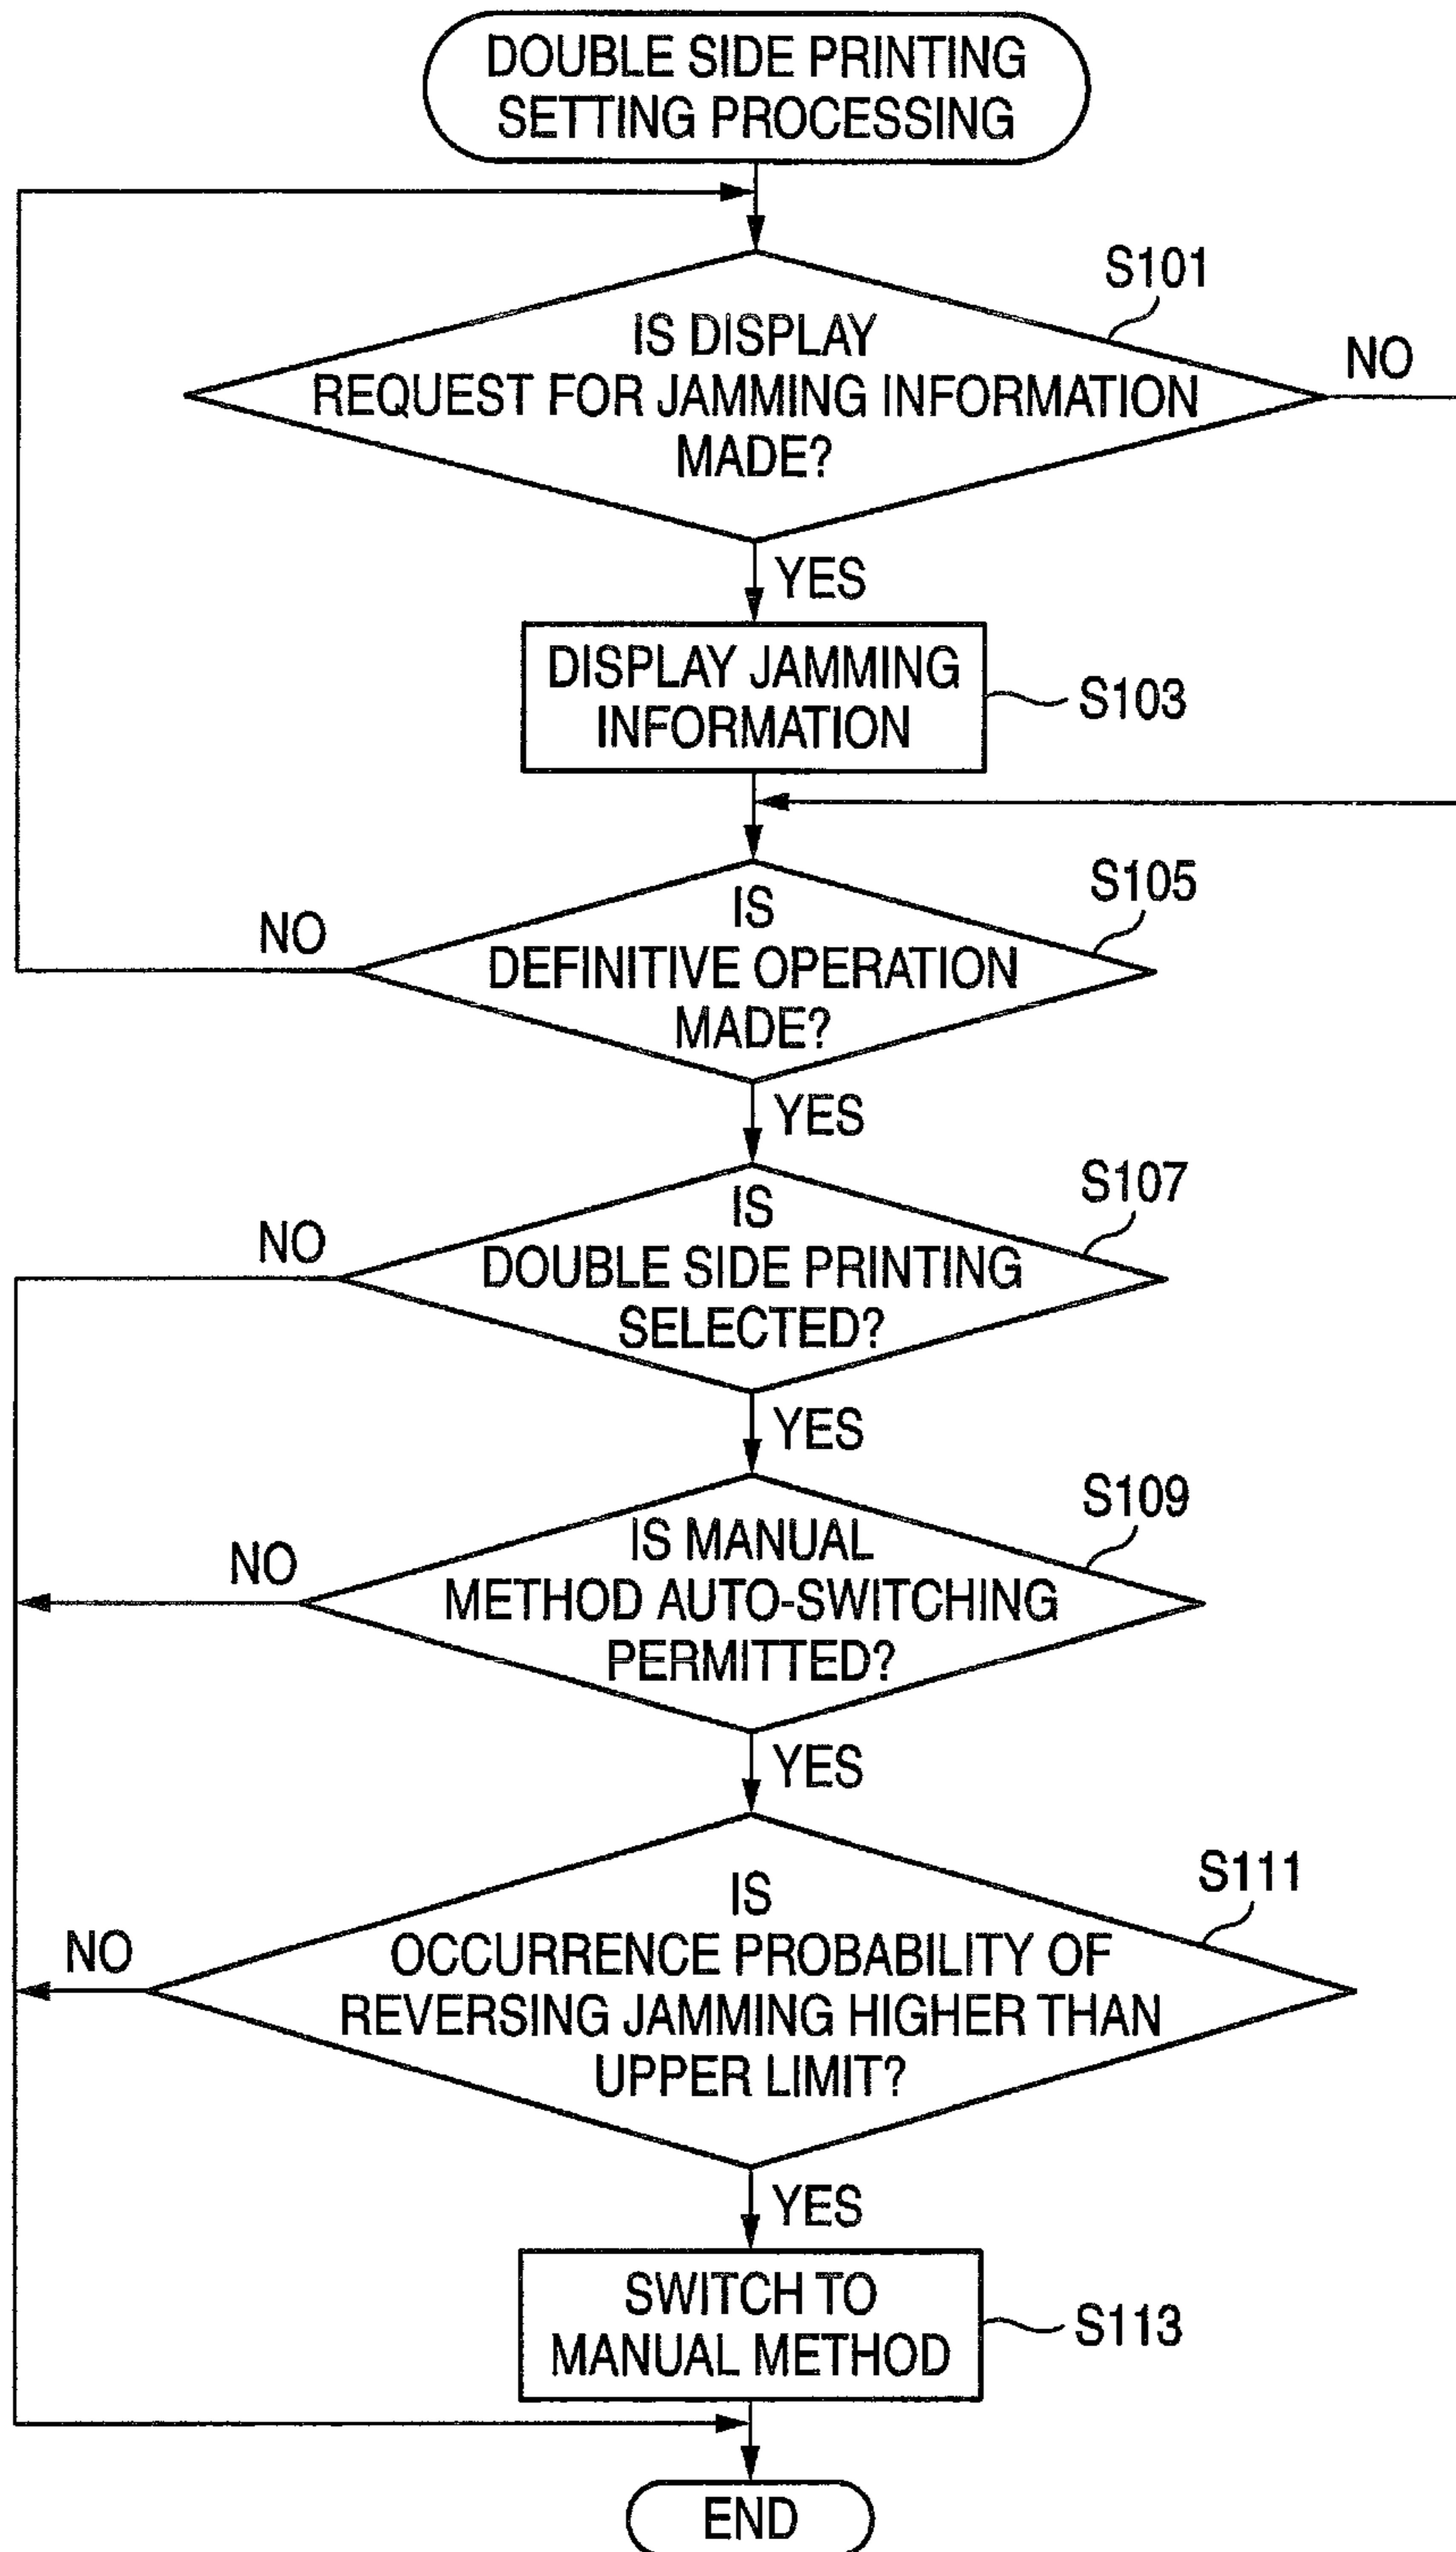 DOUBLE SIDE PRINTING
SETTING PROCESSING
S101
IS DISPLAY
REQUEST FOR JAMMING INFORMATION
MADE?
NO
YES
DISPLAY JAMMING
INFORMATION
S103
S105
IS
DEFINITIVE OPERATION
MADE?
NO
YES
S107
IS
DOUBLE SIDE PRINTING
SELECTED?
NO
YES
S109
IS MANUAL
METHOD AUTO-SWITCHING
PERMITTED?
NO
YES
S111
IS
OCCURRENCE PROBABILITY OF
REVERSING JAMMING HIGHER THAN
UPPER LIMIT?
NO
YES
SWITCH TO
MANUAL METHOD
S113
END